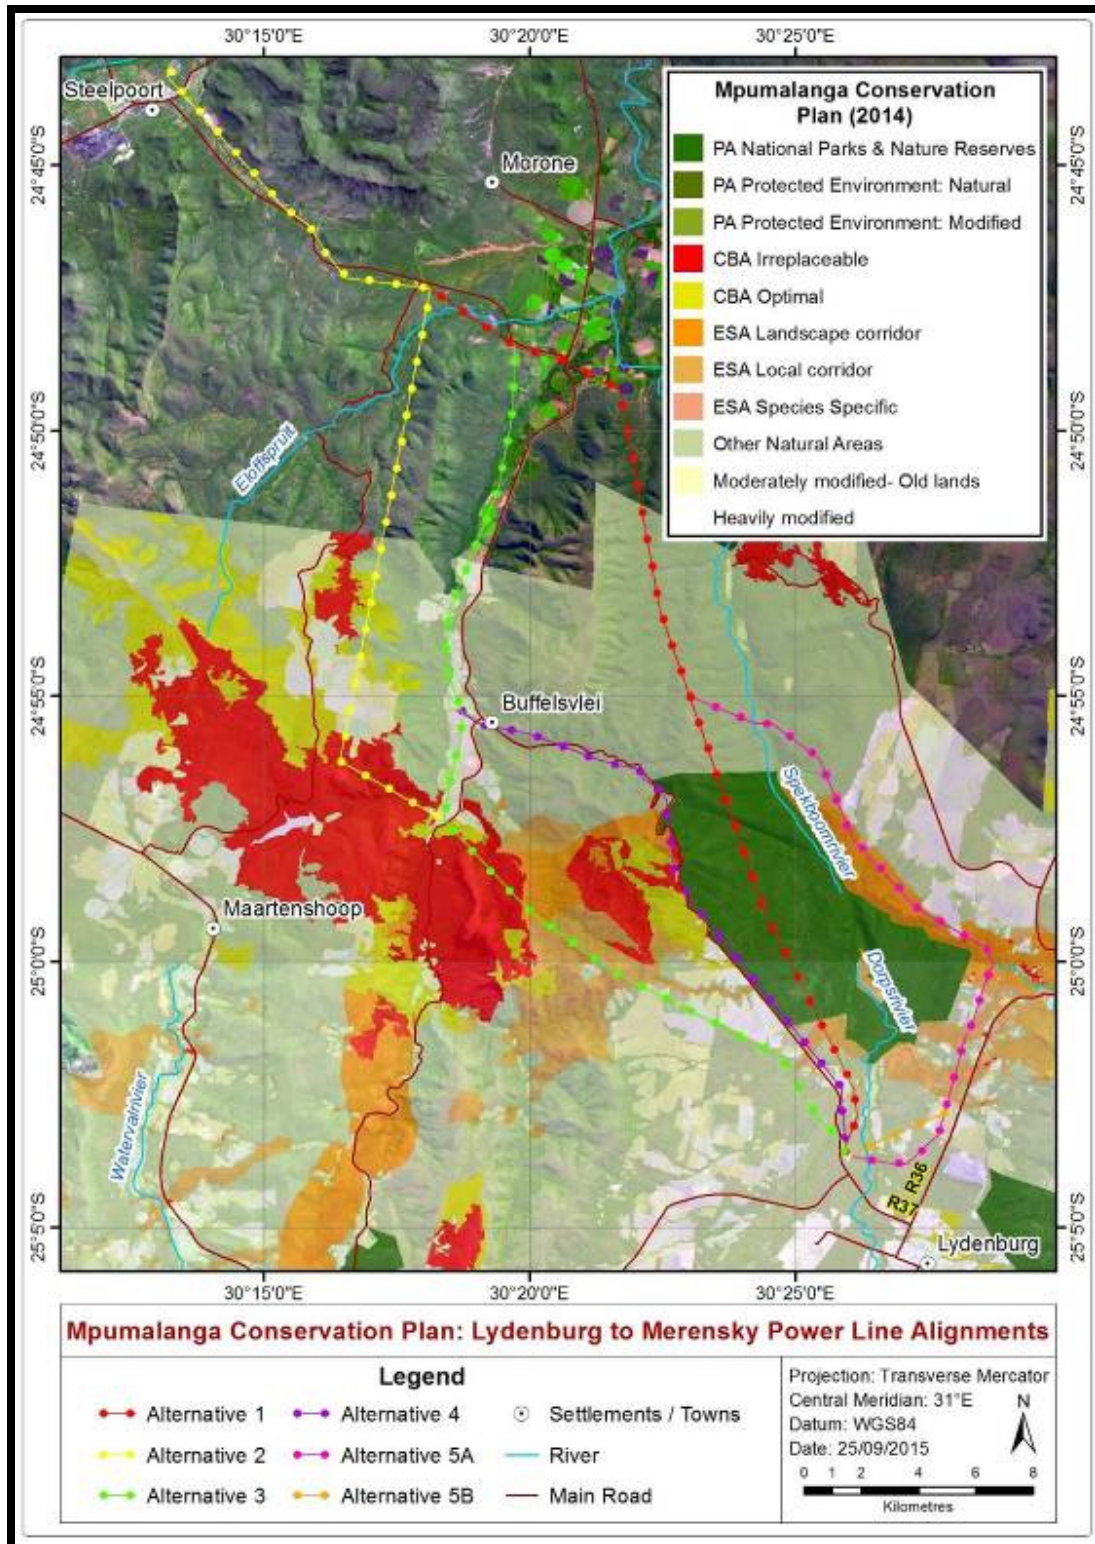 30°15'0"E 30°20'0"E 30°25'0"E
Steelpoort
Morone
24°45'0"S
24°45'0"S
Mpumalanga Conservation
Plan (2014)
PA National Parks & Nature Reserves
PA Protected Environment: Natural
PA Protected Environment: Modified
CBA Irreplaceable
CBA Optimal
ESA Landscape corridor
ESA Local corridor
ESA Species Specific
Other Natural Areas
Moderately modified- Old lands
Heavily modified
24°50'0"S
24°50'0"S
Eloffspruit
24°55'0"S
24°55'0"S
Buffelsvlei
Spekboomrivier
Maartenshoop
25°0'0"S
25°0'0"S
Dorpsrivier
Watervalrivier
R36
R37
25°5'0"S
25°5'0"S
Lydenburg
30°15'0"E 30°20'0"E 30°25'0"E
Mpumalanga Conservation Plan: Lydenburg to Merensky Power Line Alignments
Legend
Alternative 1
Alternative 2
Alternative 3
Alternative 4
Alternative 5A
Alternative 5B
Settlements / Towns
River
Main Road
Projection: Transverse Mercator
Central Meridian: 31°E
Datum: WGS84
Date: 25/09/2015
N
0 1 2 4 6 8
Kilometres